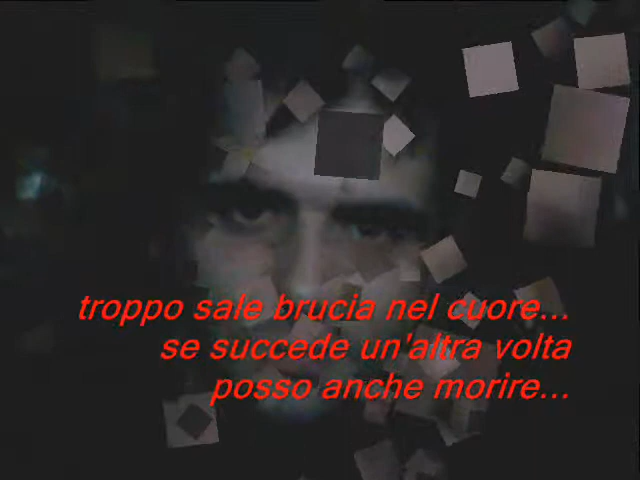 troppo sale brucia nel cuore...
se succede un'altra volta
posso anche morire...